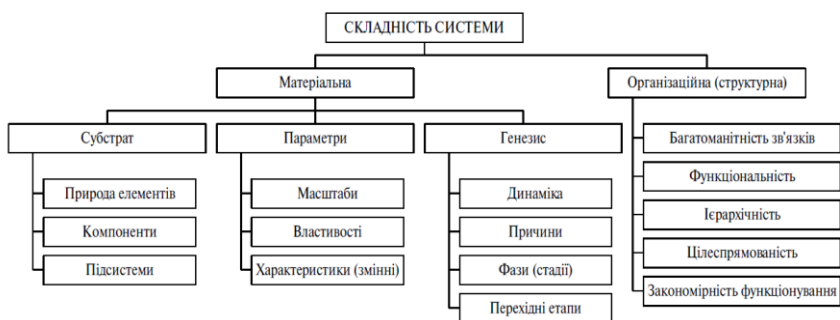 СКЛАДНІСТЬ СИСТЕМИ
Матеріальна
Організаційна (структурна)
Субстрат
Параметри
Генезис
Природа елементів
Компоненти
Підсистеми
Масштаби
Властивості
Характеристики (змінні)
Динаміка
Причини
Фази (стадії)
Перехідні етапи
Багатоманітність зв'язків
Функціональність
Ієрархічність
Цілеспрямованість
Закономірність функціонування